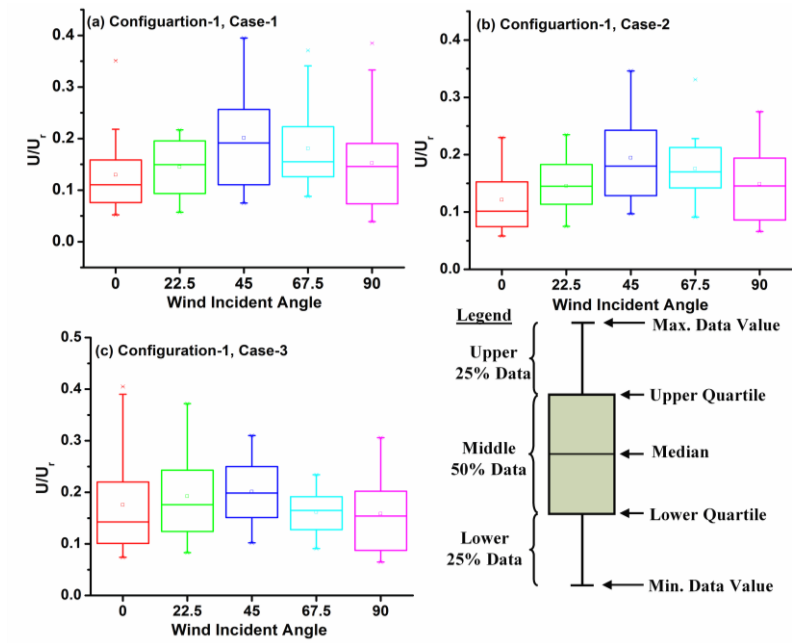 (a) Configuartion-1, Case-1
U/Ur
0.4
0.3
0.2
0.1
0.0
0 22.5 45 67.5 90
Wind Incident Angle
(b) Configuartion-1, Case-2
U/Ur
0.4
0.3
0.2
0.1
0.0
0 22.5 45 67.5 90
Wind Incident Angle
(c) Configuration-1, Case-3
U/Ur
0.5
0.4
0.3
0.2
0.1
0.0
0 22.5 45 67.5 90
Wind Incident Angle
Legend
Upper
25% Data
Middle
50% Data
Lower
25% Data
Max. Data Value
Upper Quartile
Median
Lower Quartile
Min. Data Value